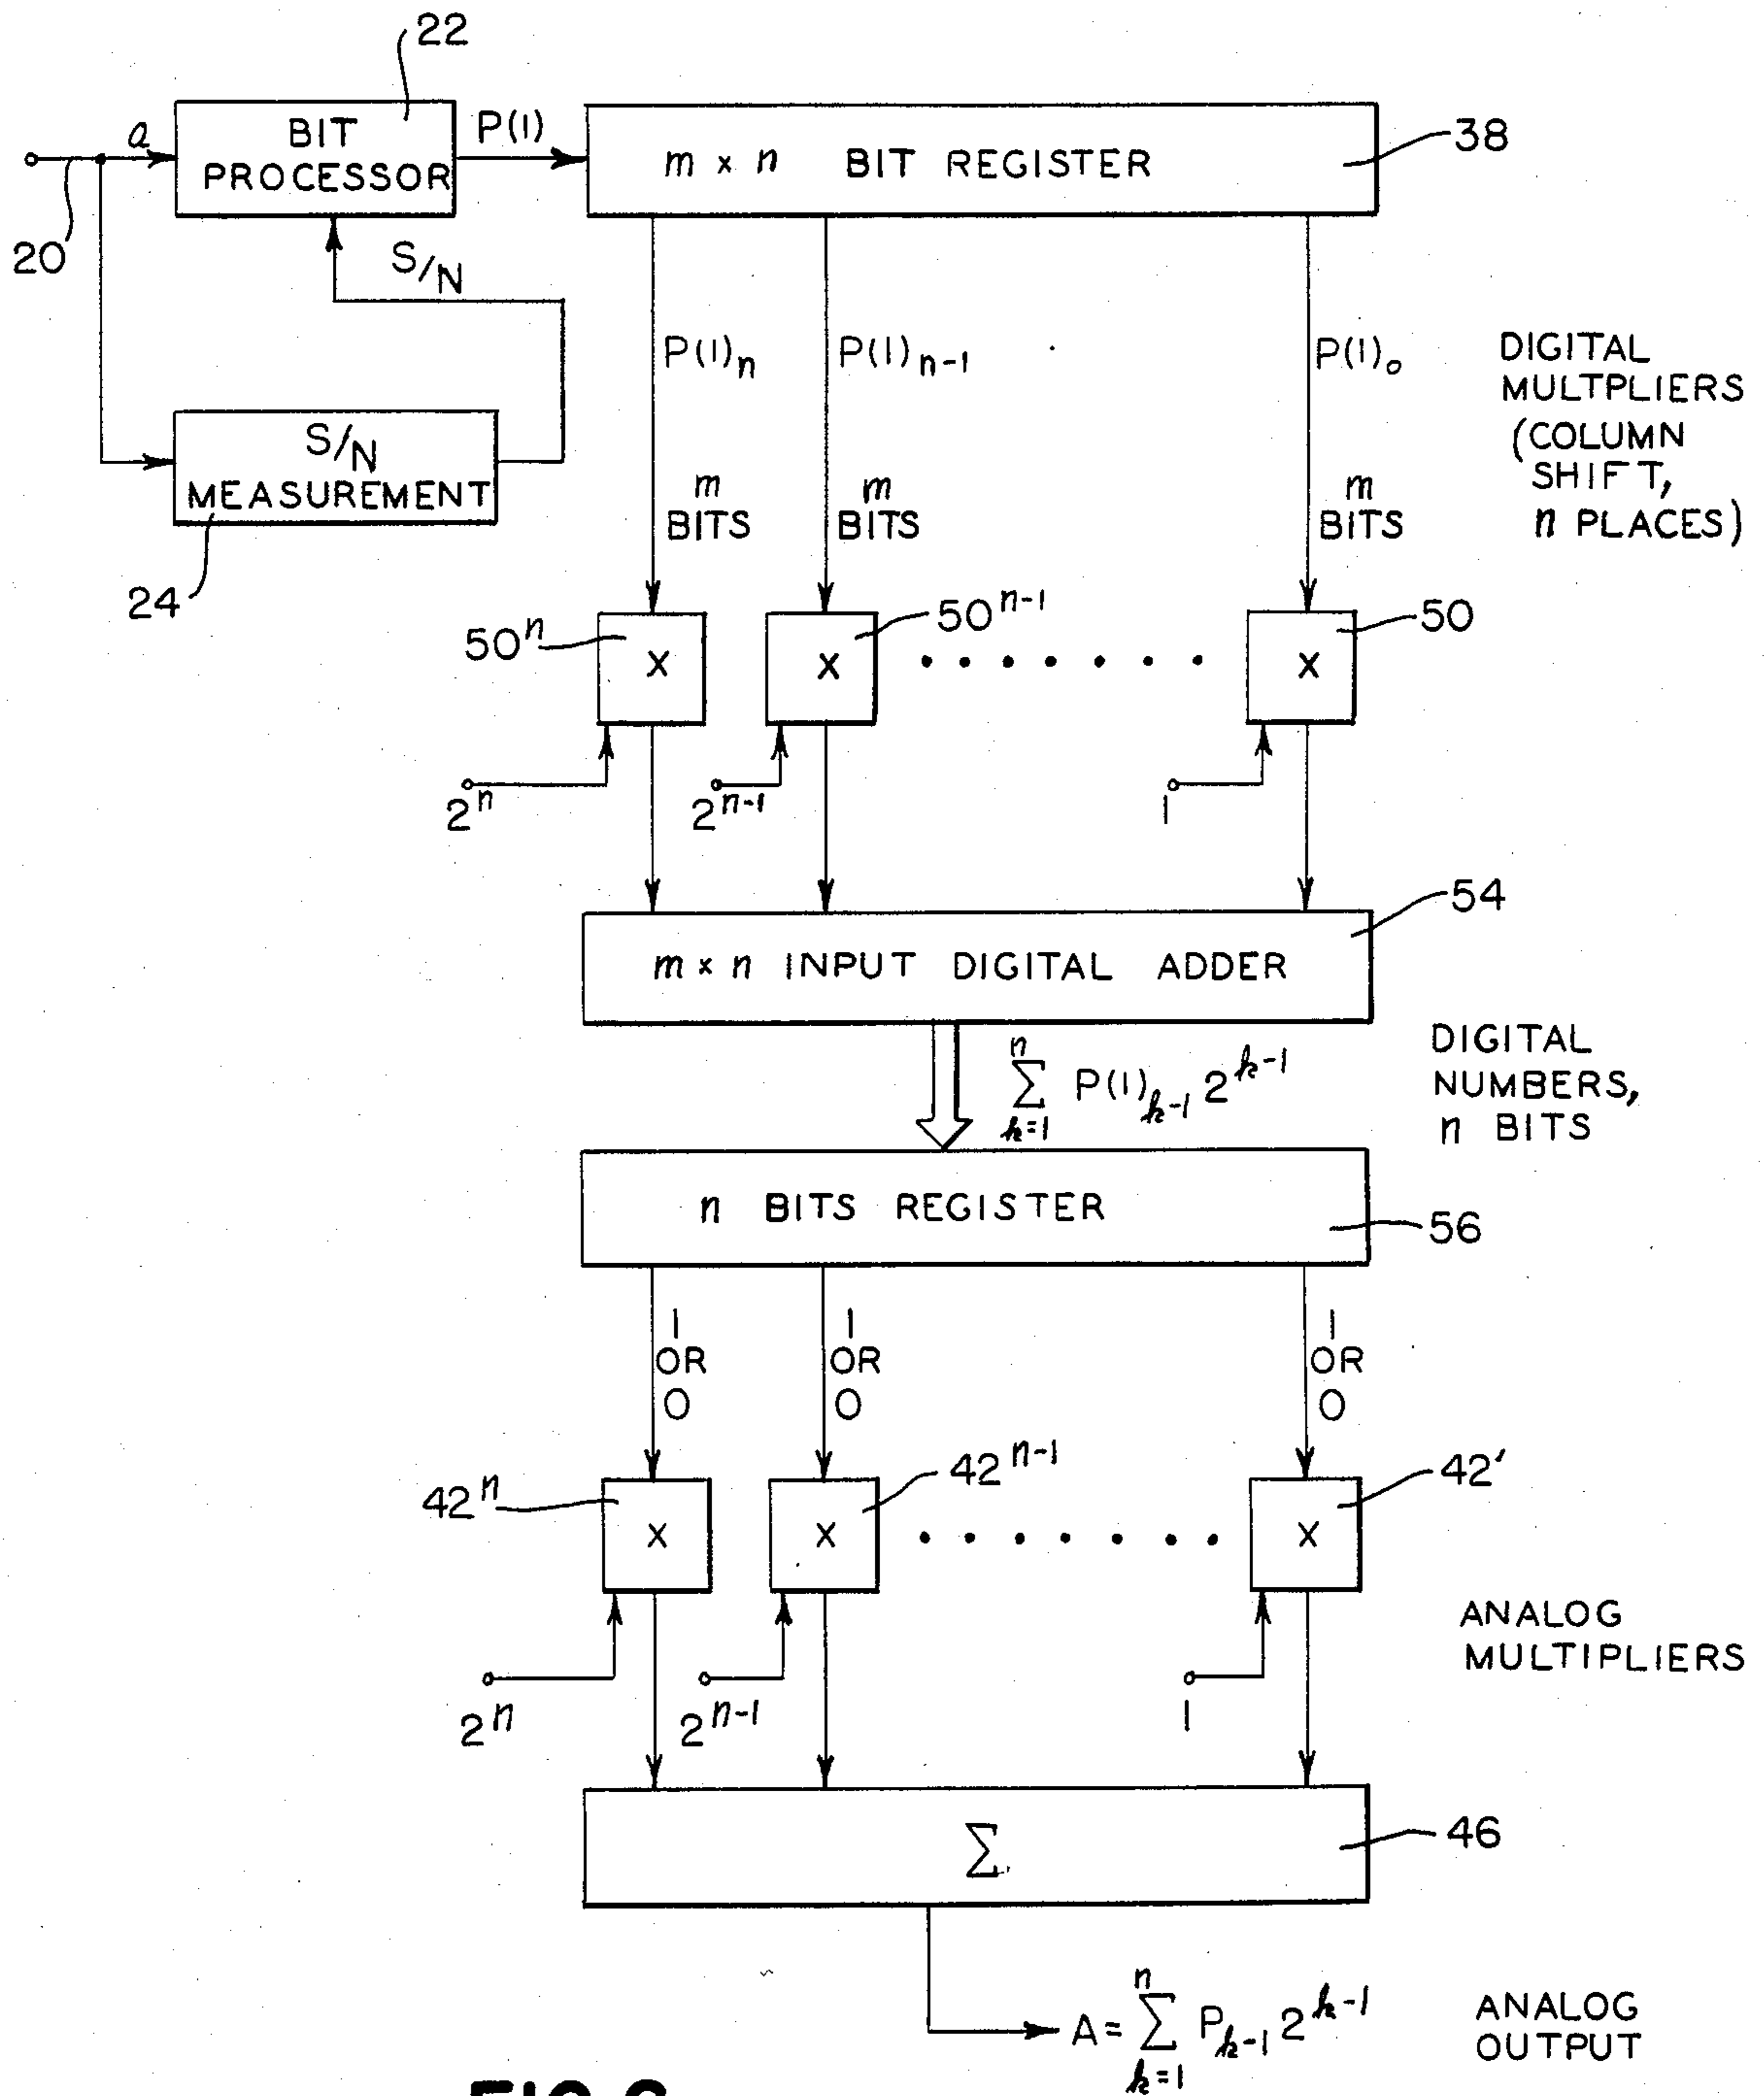 22
a
BIT
PROCESSOR
P(1)
m × n BIT REGISTER
38
20
S/N
P(1)n
P(1)n-1
P(1)o
DIGITAL
MULTPLIERS
(COLUMN
SHIFT,
n PLACES)
S/N
MEASUREMENT
24
m
BITS
m
BITS
m
BITS
50ⁿ
X
50ⁿ⁻¹
X
50
X
2ⁿ
2ⁿ⁻¹
1
54
m × n INPUT DIGITAL ADDER
n
∑ P(1)k-1 2^k-1
k=1
DIGITAL
NUMBERS,
n BITS
n BITS REGISTER
56
1
OR
0
1
OR
0
1
OR
0
42ⁿ
X
42ⁿ⁻¹
X
42'
X
2ⁿ
2ⁿ⁻¹
1
ANALOG
MULTIPLIERS
∑
46
n
A = ∑ Pk-1 2^k-1
k=1
ANALOG
OUTPUT